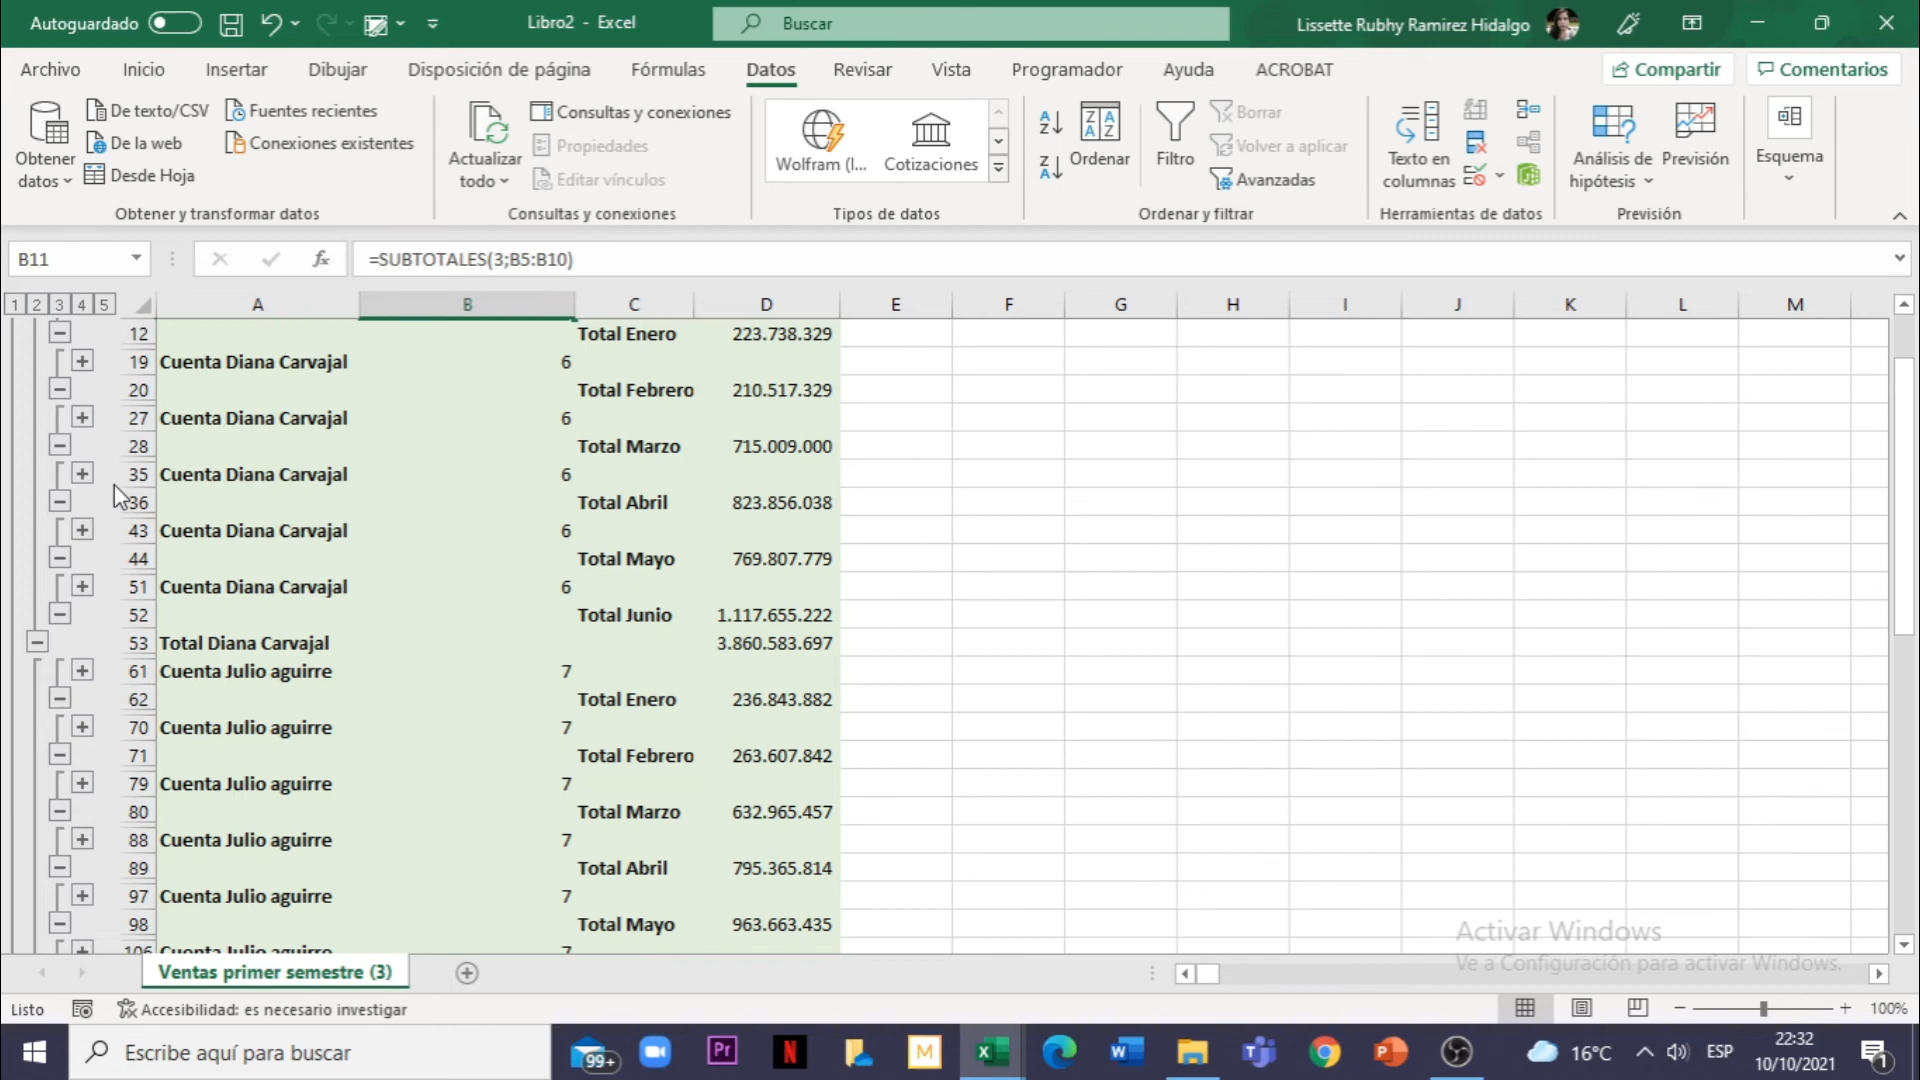 Autoguardado
Libro2 - Excel
Buscar
Lissette Rubhy Ramirez Hidalgo
Archivo Inicio Insertar Dibujar Disposición de página Fórmulas Datos Revisar Vista Programador Ayuda ACROBAT
Compartir Comentarios
Obtener datos
De texto/CSV
De la web
Desde Hoja
Fuentes recientes
Conexiones existentes
Obtener y transformar datos
Actualizar todo
Consultas y conexiones
Propiedades
Editar vínculos
Consultas y conexiones
Wolfram (I... Cotizaciones
Tipos de datos
Ordenar
Filtro
Borrar
Volver a aplicar
Avanzadas
Ordenar y filtrar
Texto en columnas
Herramientas de datos
Análisis de hipótesis
Previsión
Previsión
Esquema
B11 fx =SUBTOTALES(3;B5:B10)
1 2 3 4 5
A B C D E F G H I J K L M
12 Total Enero 223.738.329
19 Cuenta Diana Carvajal 6
20 Total Febrero 210.517.329
27 Cuenta Diana Carvajal 6
28 Total Marzo 715.009.000
35 Cuenta Diana Carvajal 6
36 Total Abril 823.856.038
43 Cuenta Diana Carvajal 6
44 Total Mayo 769.807.779
51 Cuenta Diana Carvajal 6
52 Total Junio 1.117.655.222
53 Total Diana Carvajal 3.860.583.697
61 Cuenta Julio aguirre 7
62 Total Enero 236.843.882
70 Cuenta Julio aguirre 7
71 Total Febrero 263.607.842
79 Cuenta Julio aguirre 7
80 Total Marzo 632.965.457
88 Cuenta Julio aguirre 7
89 Total Abril 795.365.814
97 Cuenta Julio aguirre 7
98 Total Mayo 963.663.435
106 Cuenta Julio aguirre 7
Activar Windows
Ve a Configuración para activar Windows.
Ventas primer semestre (3)
Listo
Accesibilidad: es necesario investigar
100%
Escribe aquí para buscar
99+
Pr
N
M
16°C
ESP
22:32
10/10/2021
1